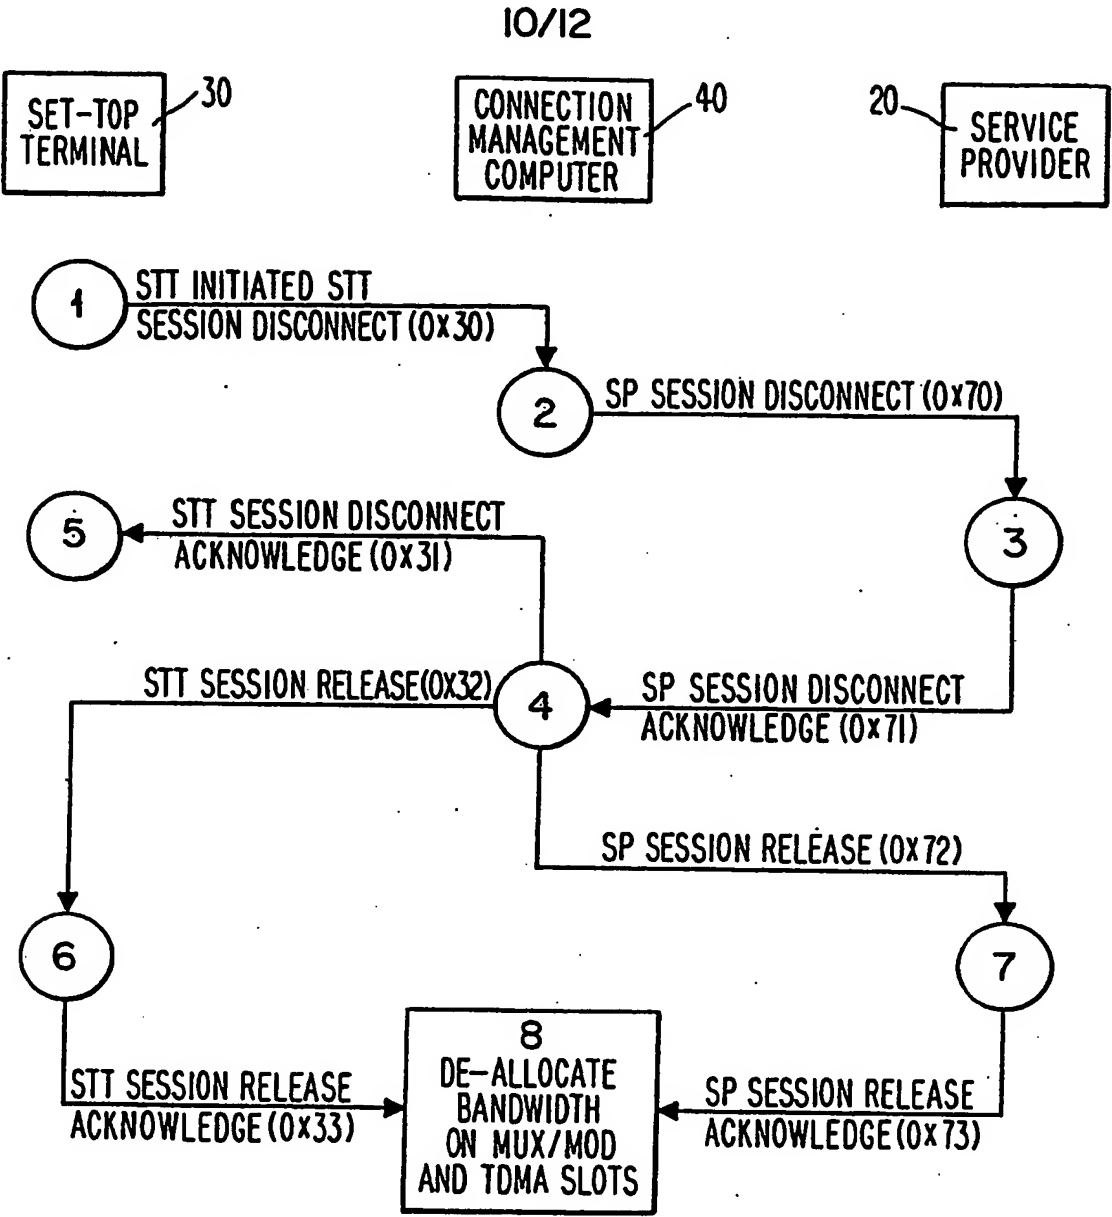 10/12
SET-TOP
TERMINAL
30
CONNECTION
MANAGEMENT
COMPUTER
40
20
SERVICE
PROVIDER
1
STT INITIATED STT
SESSION DISCONNECT (0X30)
2
SP SESSION DISCONNECT (0X70)
3
5
STT SESSION DISCONNECT
ACKNOWLEDGE (0X31)
STT SESSION RELEASE (0X32)
4
SP SESSION DISCONNECT
ACKNOWLEDGE (0X71)
SP SESSION RELEASE (0X72)
6
7
STT SESSION RELEASE
ACKNOWLEDGE (0X33)
8
DE-ALLOCATE
BANDWIDTH
ON MUX/MOD
AND TDMA SLOTS
SP SESSION RELEASE
ACKNOWLEDGE (0X73)